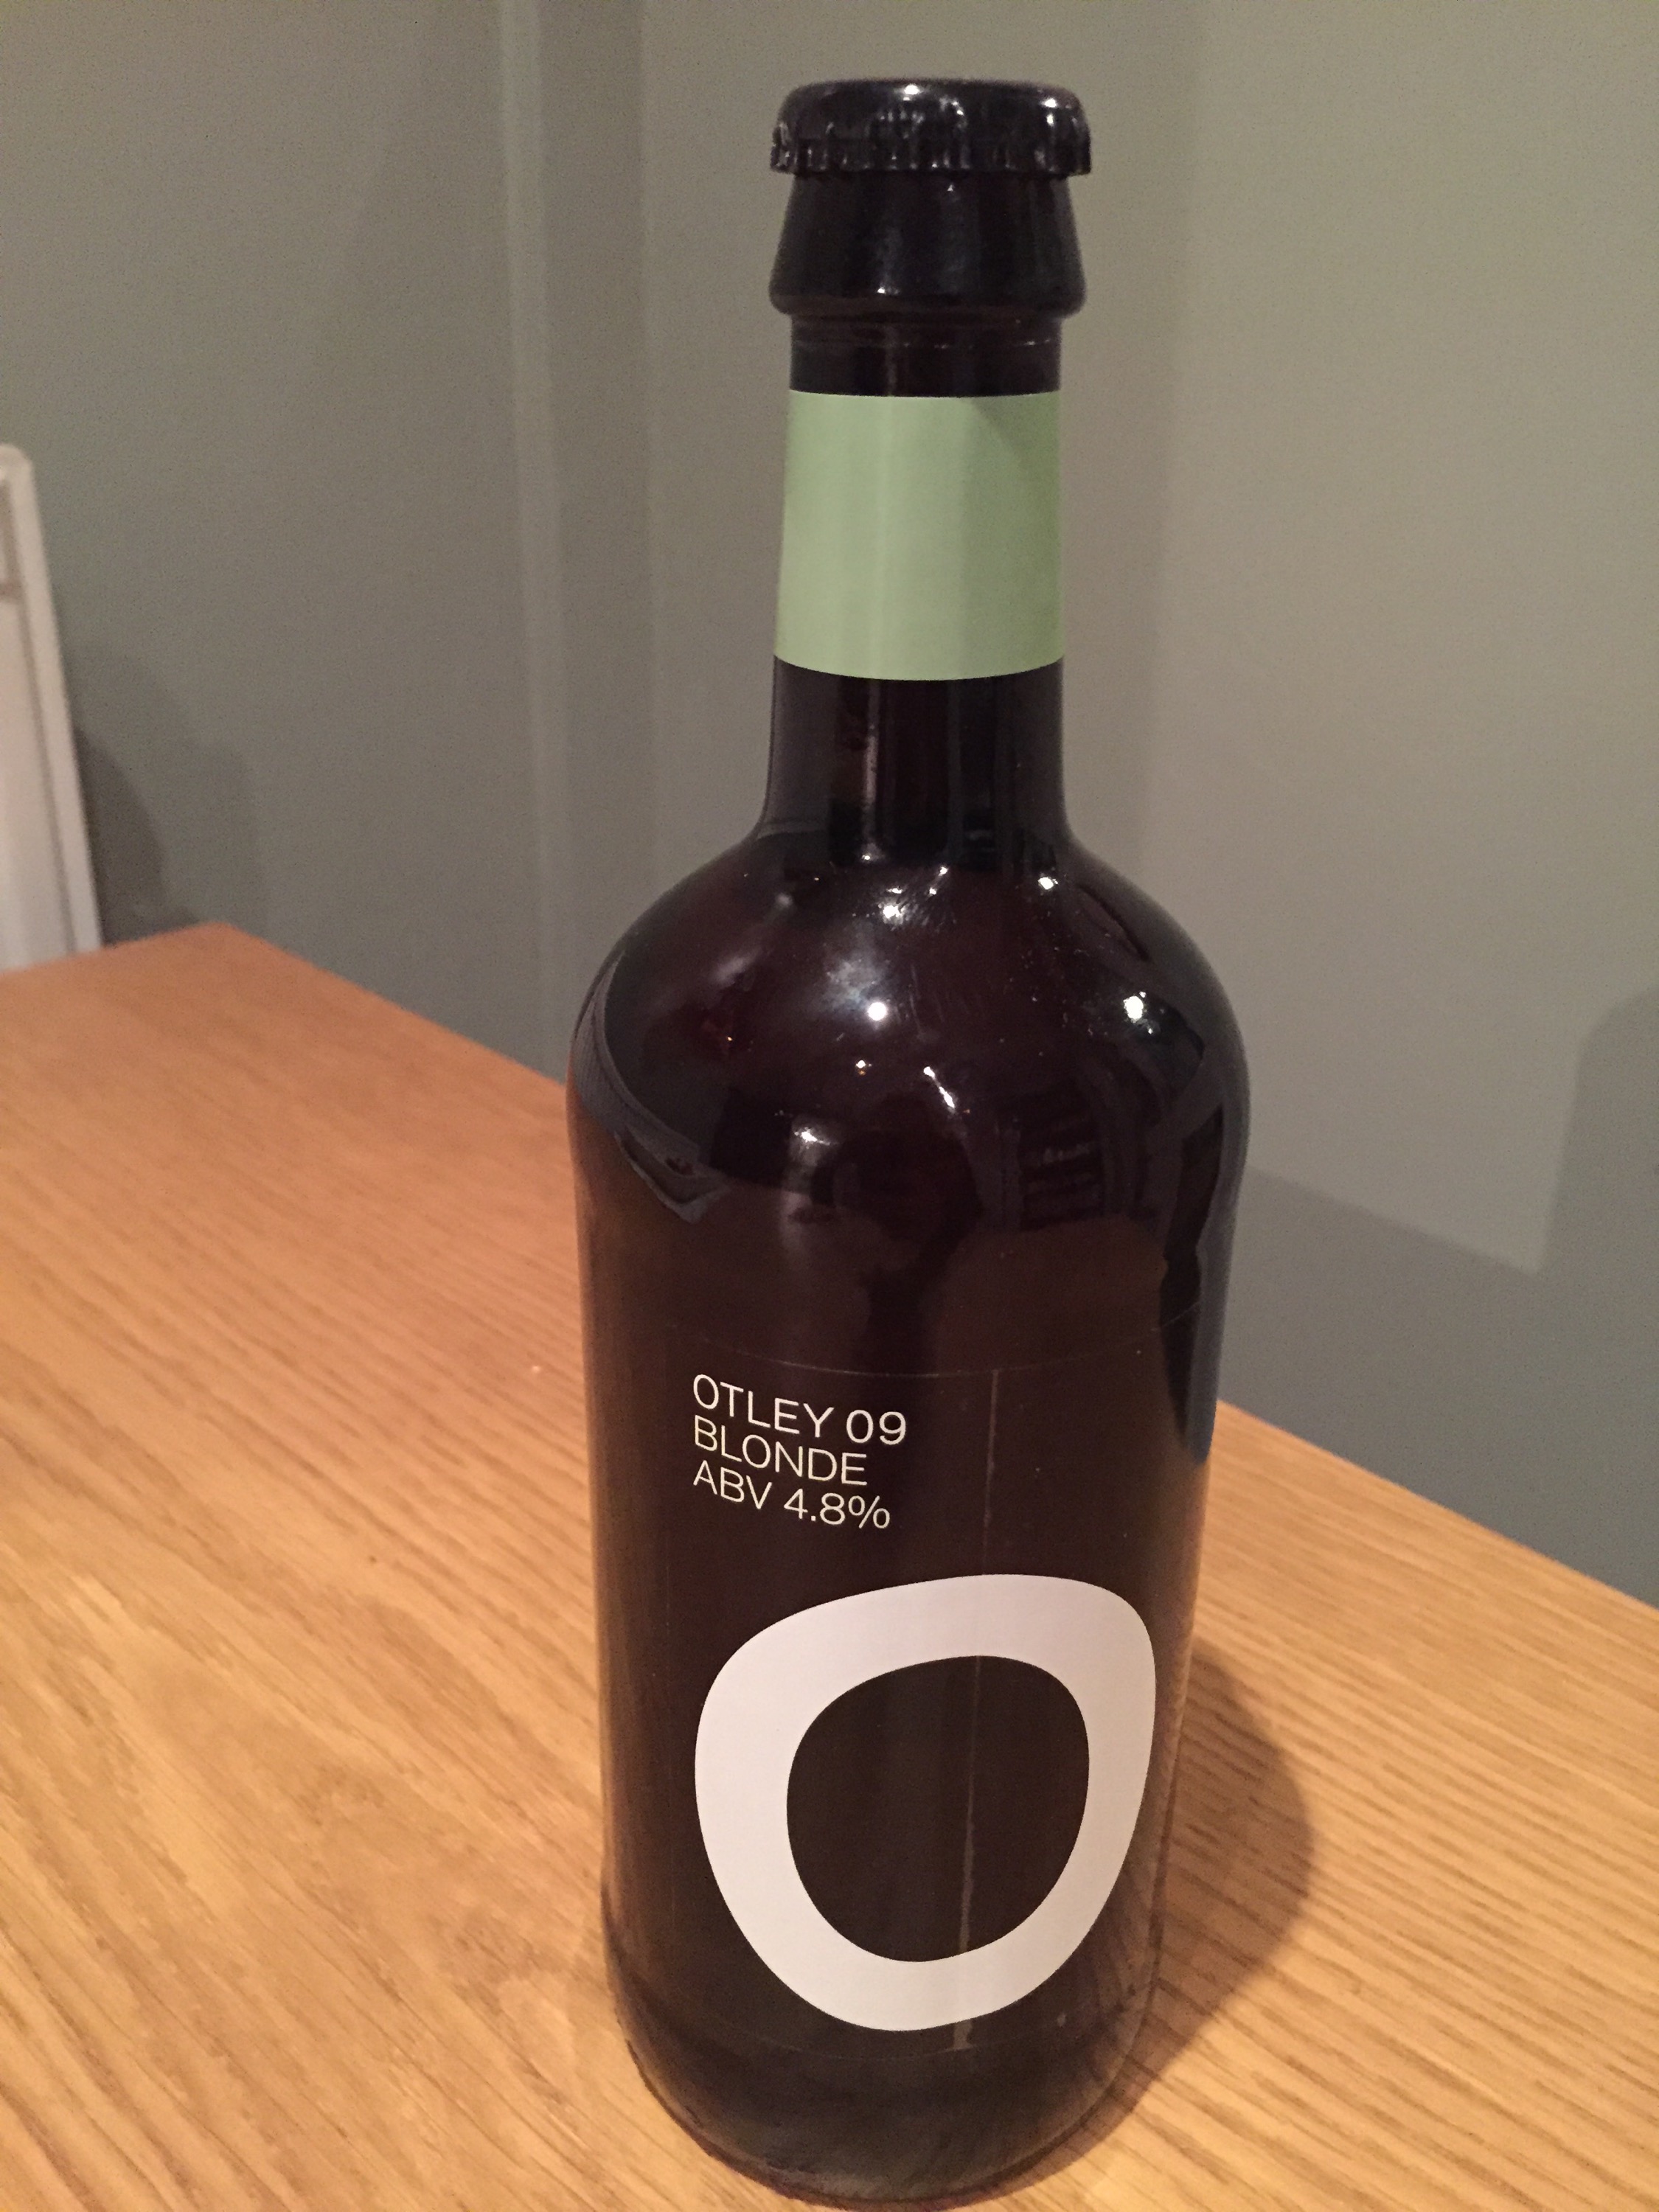 OTLEY 09
BLONDE
ABV 4.8%
O